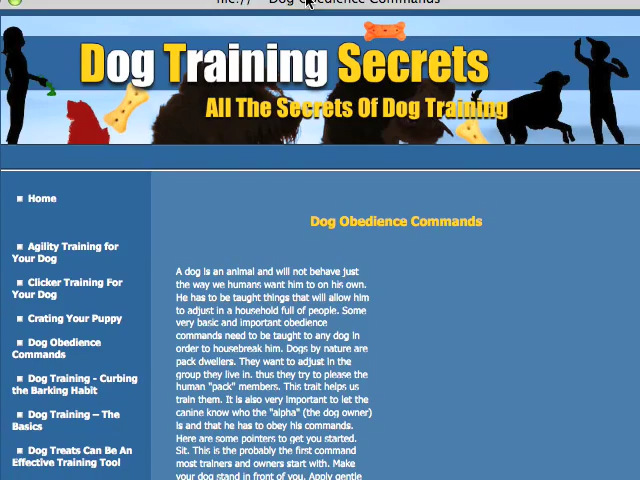 Dog Obedience Commands
Dog Training Secrets
All The Secrets Of Dog Training
Home
Agility Training for
Your Dog
Clicker Training For
Your Dog
Crating Your Puppy
Dog Obedience
Commands
Dog Training - Curbing
the Barking Habit
Dog Training – The
Basics
Dog Treats Can Be An
Effective Training Tool
Dog Obedience Commands
A dog is an animal and will not behave just
the way we humans want him to on his own.
He has to be taught things that will allow him
to adjust in a household full of people. Some
very basic and important obedience
commands need to be taught to any dog in
order to housebreak him. Dogs by nature are
pack dwellers. They want to adjust in the
group they live in. thus they try to please the
human "pack" members. This trait helps us
train them. It is also very important to let the
canine know who the "alpha" (the dog owner)
is and that he has to obey his commands.
Here are some pointers to get you started.
Sit. This is the probably the first command
most trainers and owners start with. Make
your dog stand in front of you. Apply gentle